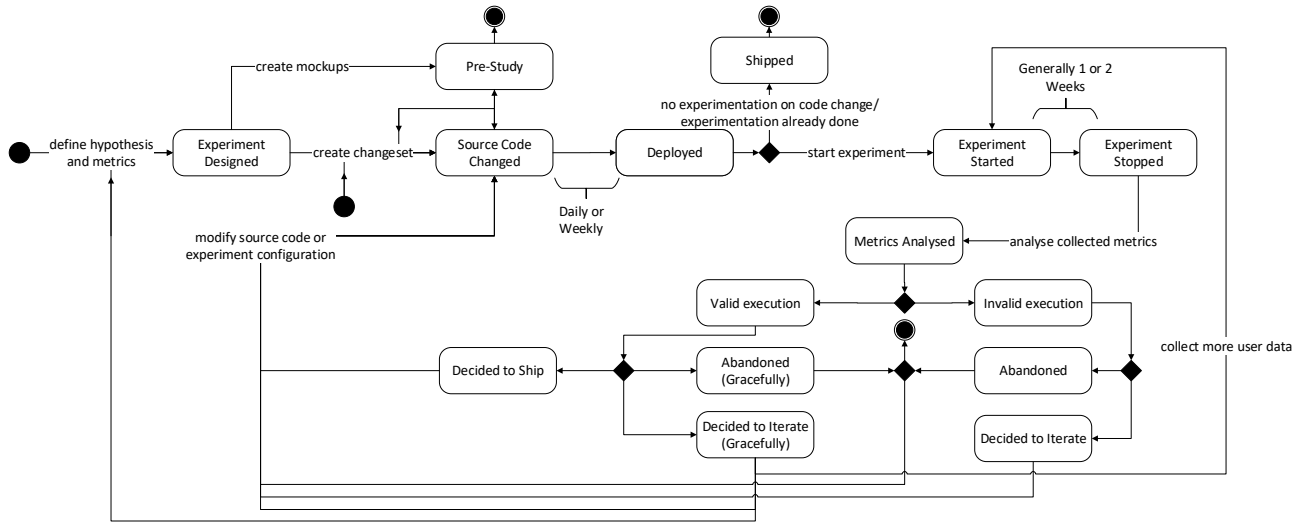 create mockups
Pre-Study
Shipped
Generally 1 or 2
Weeks
no experimentation on code change/
experimentation already done
define hypothesis
and metrics
Experiment
Designed
create changeset
Source Code
Changed
Deployed
start experiment
Experiment
Started
Experiment
Stopped
Daily or
Weekly
modify source code or
experiment configuration
Metrics Analysed
analyse collected metrics
Valid execution
Invalid execution
collect more user data
Decided to Ship
Abandoned
(Gracefully)
Abandoned
Decided to Iterate
(Gracefully)
Decided to Iterate